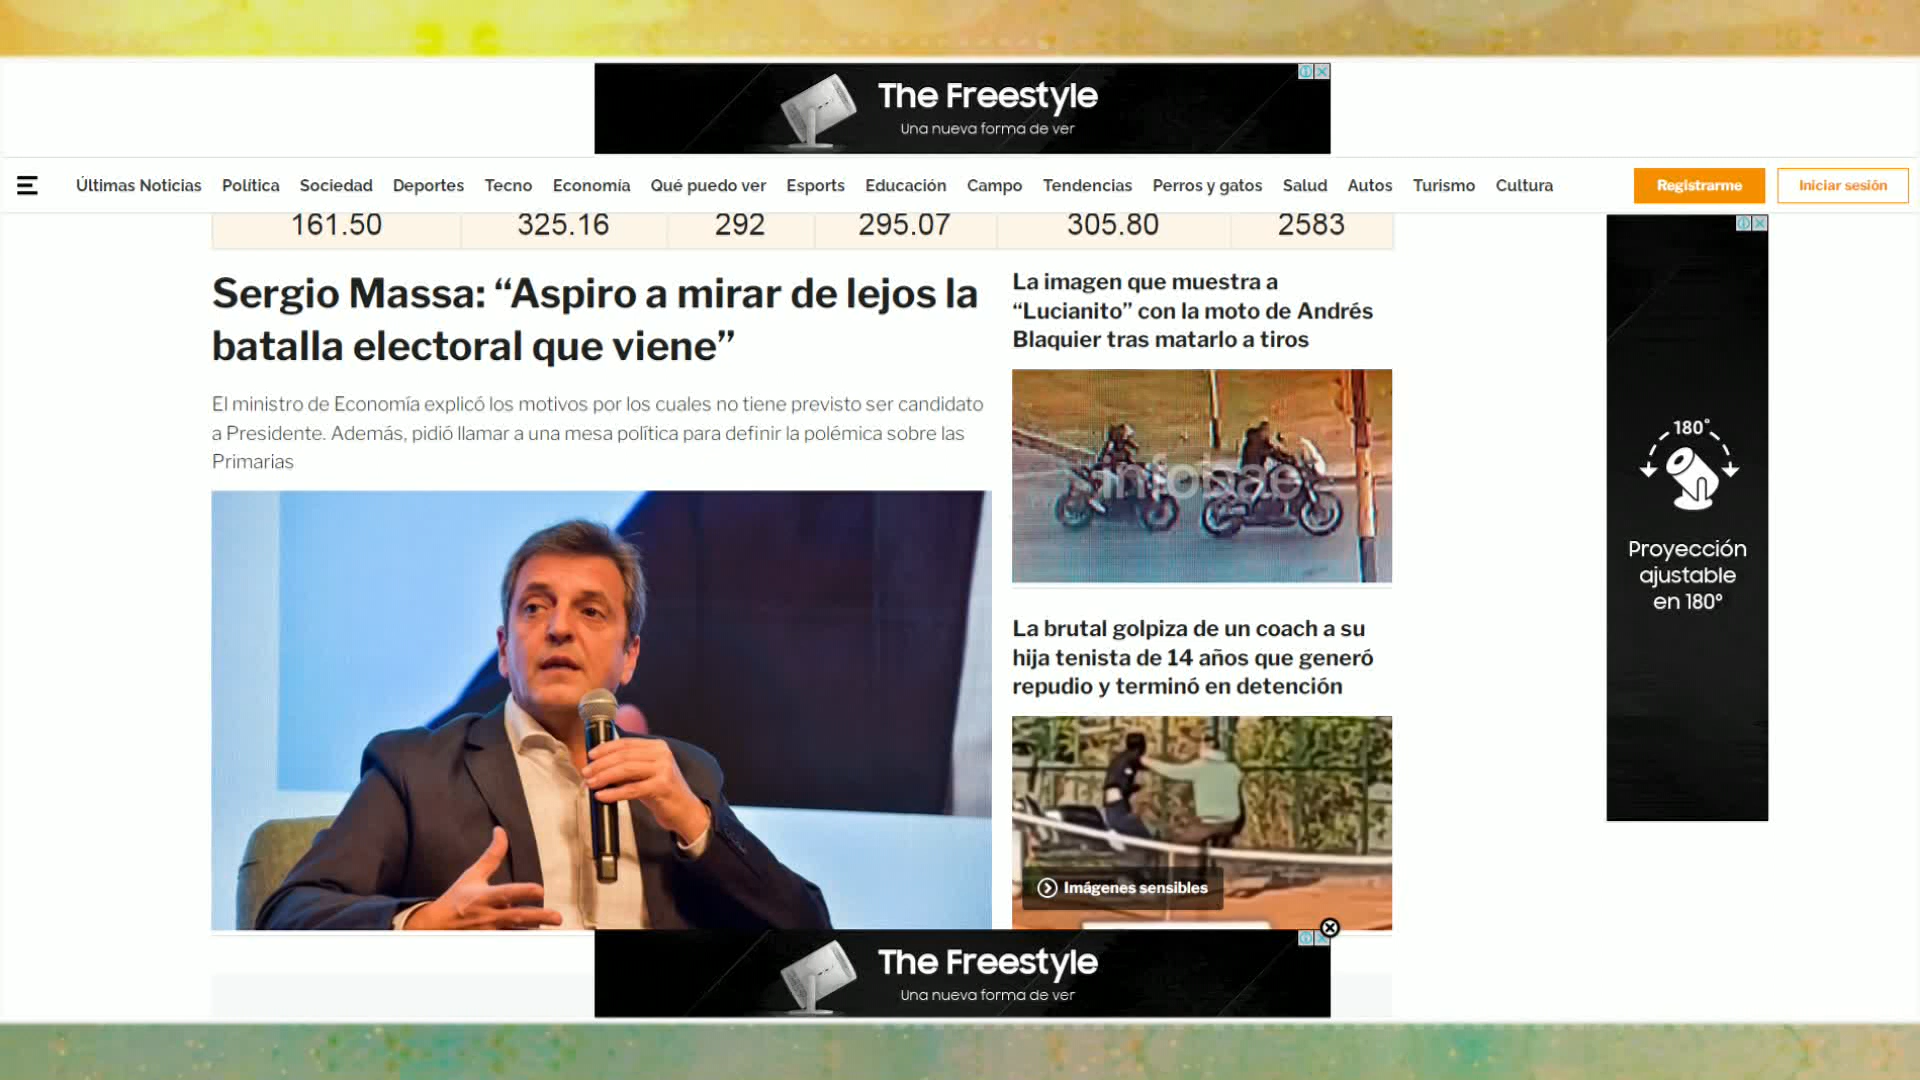 The Freestyle
Una nueva forma de ver
Últimas Noticias Política Sociedad Deportes Tecno Economía Qué puedo ver Esports Educación Campo Tendencias Perros y gatos Salud Autos Turismo Cultura
Registrarme
Iniciar sesión
161.50 325.16 292 295.07 305.80 2583
Sergio Massa: “Aspiro a mirar de lejos la
batalla electoral que viene”
El ministro de Economía explicó los motivos por los cuales no tiene previsto ser candidato
a Presidente. Además, pidió llamar a una mesa política para definir la polémica sobre las
Primarias
La imagen que muestra a
“Lucianito” con la moto de Andrés
Blaquier tras matarlo a tiros
infobae
La brutal golpiza de un coach a su
hija tenista de 14 años que generó
repudio y terminó en detención
Imágenes sensibles
180°
Proyección
ajustable
en 180°
The Freestyle
Una nueva forma de ver